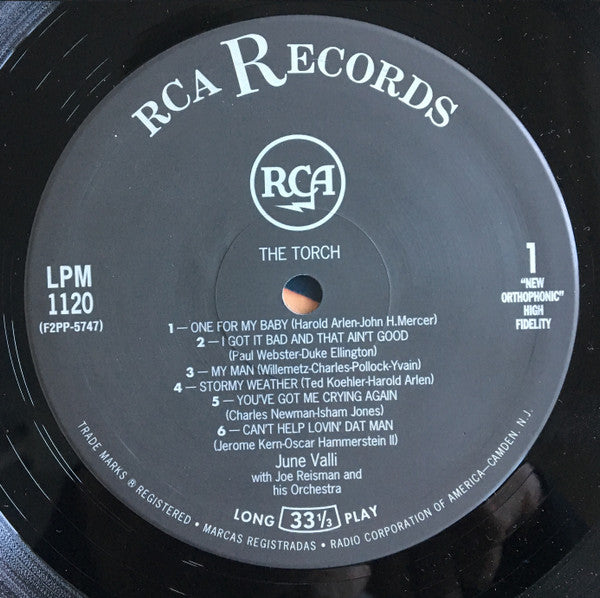 RCA RECORDS
RCA
THE TORCH
LPM
1120
(F2PP-5747)
1
"NEW
ORTHOPHONIC"
HIGH
FIDELITY
1 — ONE FOR MY BABY (Harold Arlen-John H.Mercer)
2 — I GOT IT BAD AND THAT AIN'T GOOD
(Paul Webster-Duke Ellington)
3 — MY MAN (Willemetz-Charles-Pollock-Yvain)
4 — STORMY WEATHER (Ted Koehler-Harold Arlen)
5 — YOU'VE GOT ME CRYING AGAIN
(Charles Newman-Isham Jones)
6 — CAN'T HELP LOVIN' DAT MAN
(Jerome Kern-Oscar Hammerstein II)
June Valli
with Joe Reisman and
his Orchestra
LONG 33 1/3 PLAY
TRADE MARKS ® REGISTERED • MARCAS REGISTRADAS • RADIO CORPORATION OF AMERICA—CAMDEN, N.J.